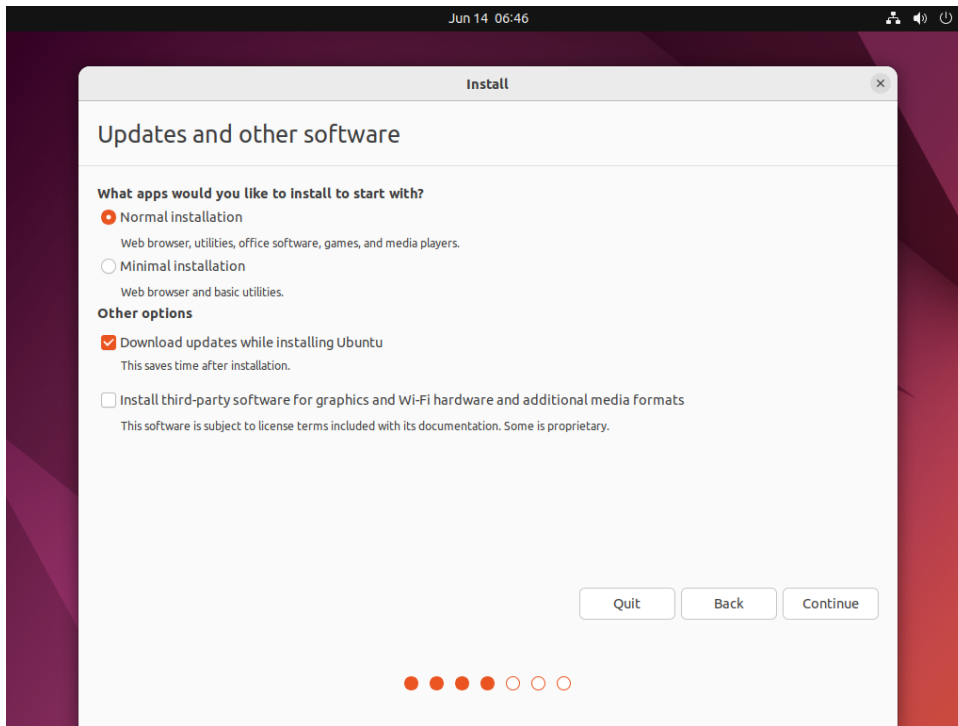 Jun 14 06:46
Install
Updates and other software
What apps would you like to install to start with?
Normal installation
Web browser, utilities, office software, games, and media players.
Minimal installation
Web browser and basic utilities.
Other options
Download updates while installing Ubuntu
This saves time after installation.
Install third-party software for graphics and Wi-Fi hardware and additional media formats
This software is subject to license terms included with its documentation. Some is proprietary.
Quit Back Continue